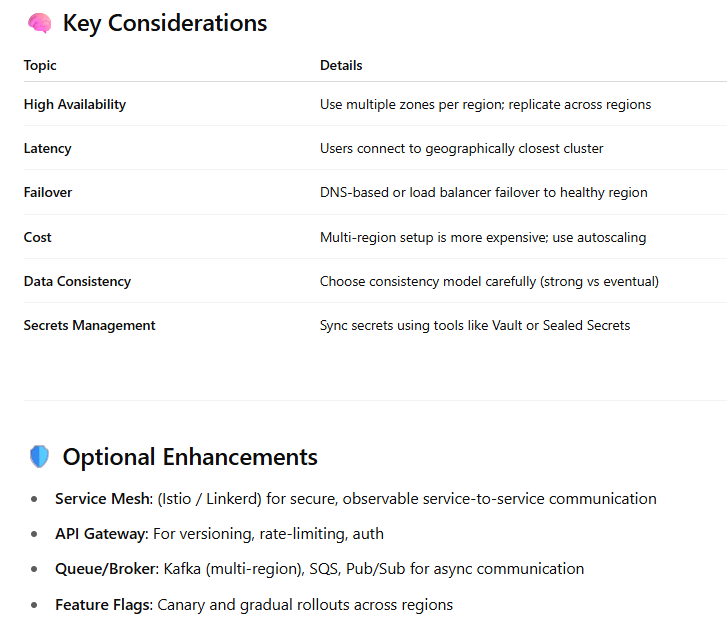 Key Considerations
Topic Details
High Availability Use multiple zones per region; replicate across regions
Latency Users connect to geographically closest cluster
Failover DNS-based or load balancer failover to healthy region
Cost Multi-region setup is more expensive; use autoscaling
Data Consistency Choose consistency model carefully (strong vs eventual)
Secrets Management Sync secrets using tools like Vault or Sealed Secrets
Optional Enhancements
Service Mesh: (Istio / Linkerd) for secure, observable service-to-service communication
API Gateway: For versioning, rate-limiting, auth
Queue/Broker: Kafka (multi-region), SQS, Pub/Sub for async communication
Feature Flags: Canary and gradual rollouts across regions